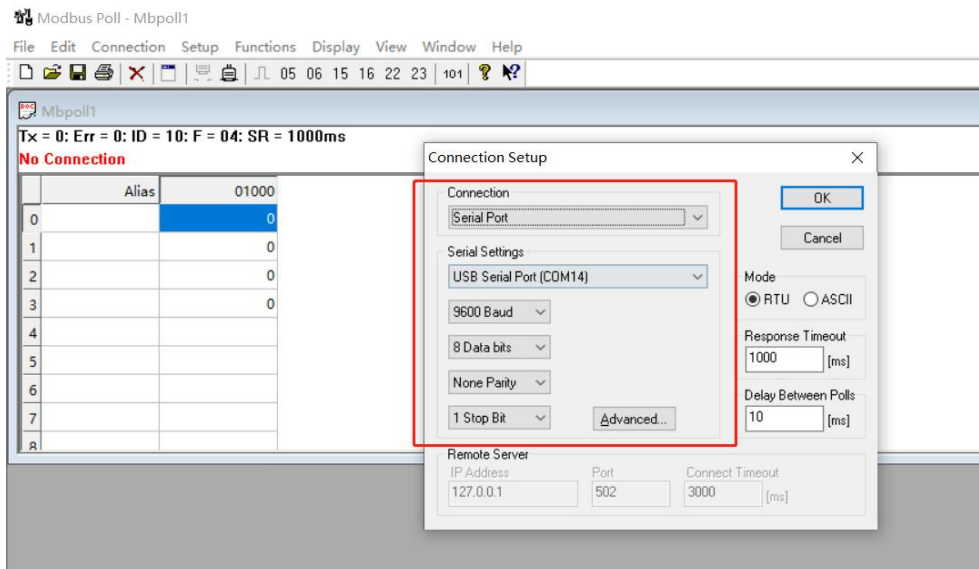 Modbus Poll - Mbpoll1
File Edit Connection Setup Functions Display View Window Help
05 06 15 16 22 23 101
Mbpoll1
Tx = 0: Err = 0: ID = 10: F = 04: SR = 1000ms
No Connection
Alias 01000
0 0
1 0
2 0
3 0
4
5
6
7
8
Connection Setup
Connection
Serial Port
OK
Cancel
Serial Settings
USB Serial Port (COM14)
9600 Baud
8 Data bits
None Parity
1 Stop Bit
Advanced...
Mode
RTU ASCII
Response Timeout
1000 [ms]
Delay Between Polls
10 [ms]
Remote Server
IP Address Port Connect Timeout
127.0.0.1 502 3000 [ms]